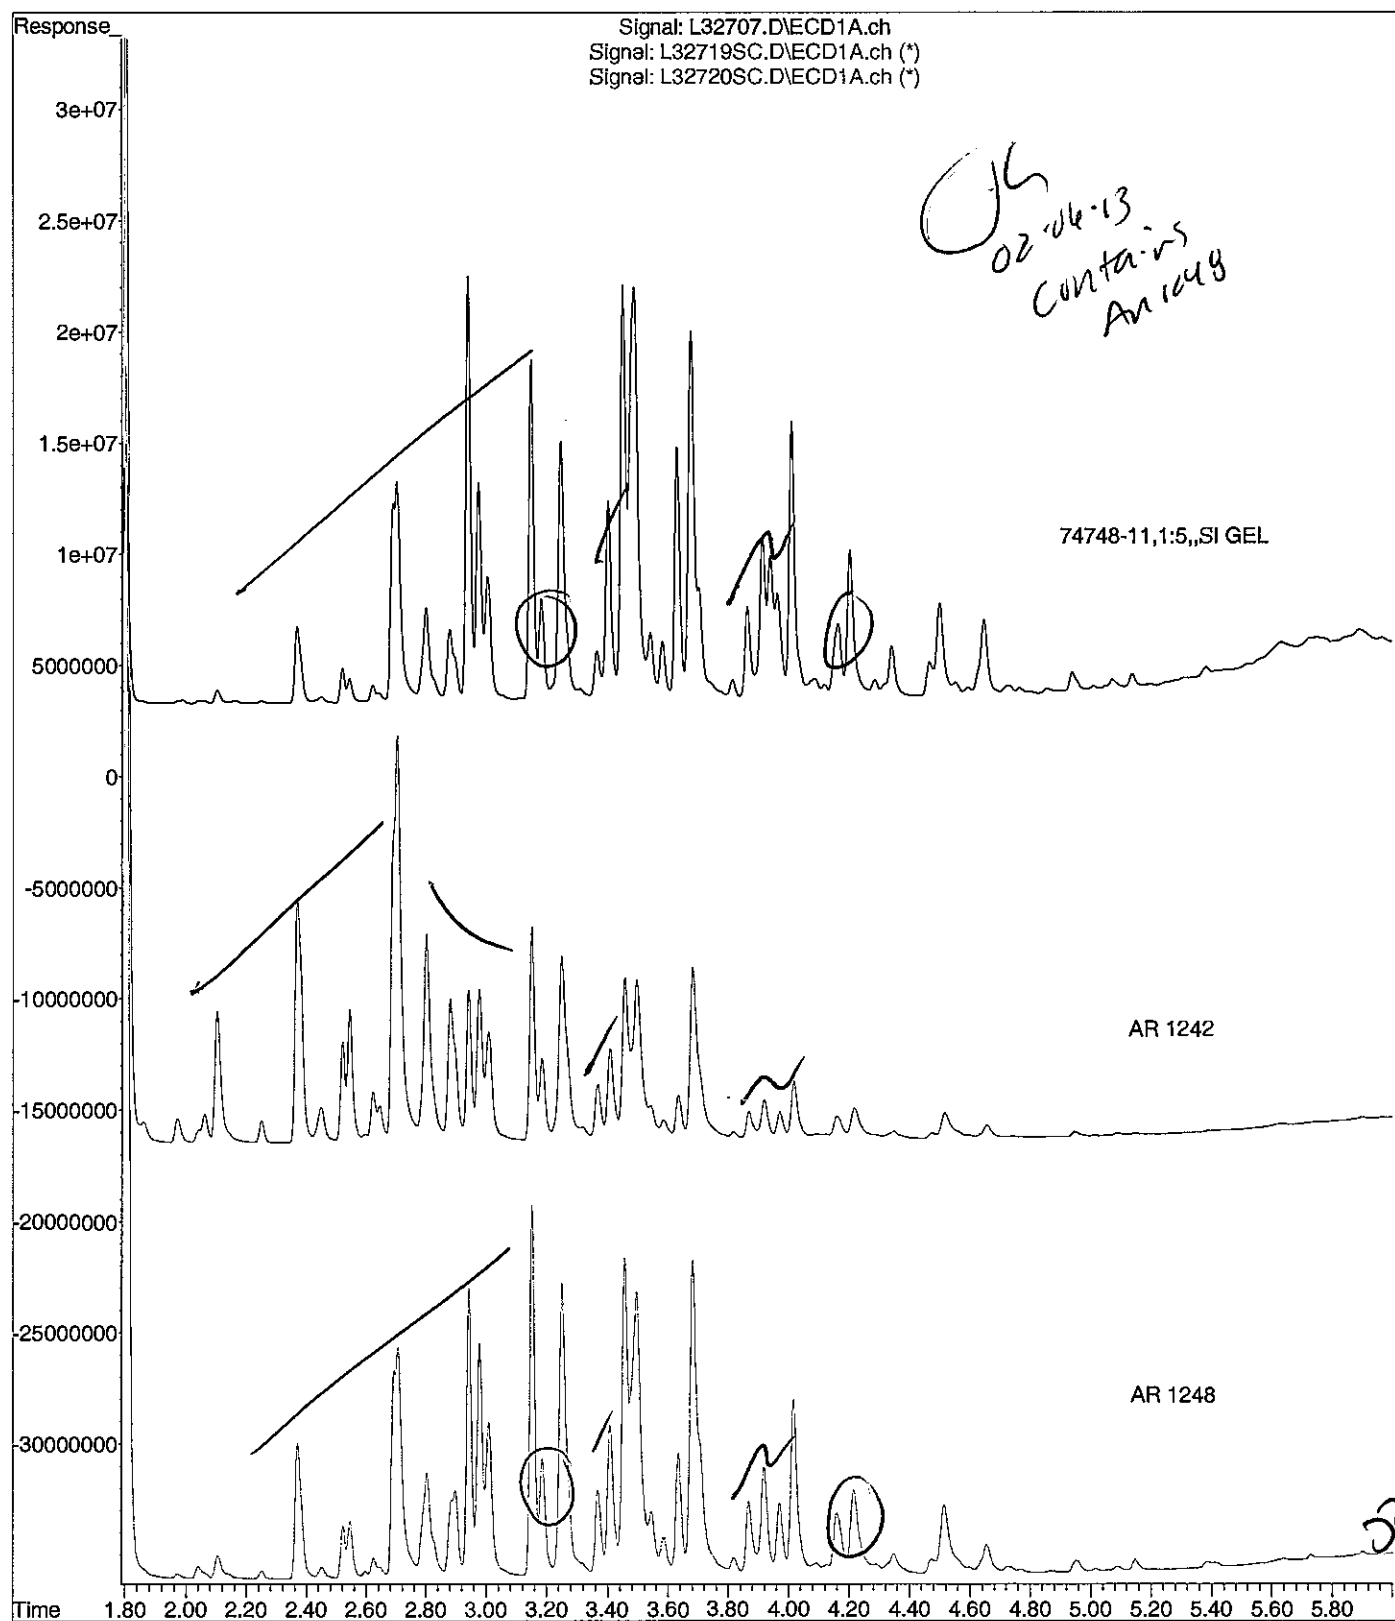 Response_
Signal: L32707.D\ECD1A.ch
Signal: L32719SC.D\ECD1A.ch (*)
Signal: L32720SC.D\ECD1A.ch (*)
3e+07
2.5e+07
02-06-13
Contains
2e+07
1.5e+07
1e+07
74748-11,1:5,,SI GEL
5000000
0
-5000000
-10000000
AR 1242
-15000000
-20000000
-25000000
AR 1248
-30000000
Time 1.80 2.00 2.20 2.40 2.60 2.80 3.00 3.20 3.40 3.60 3.80 4.00 4.20 4.40 4.60 4.80 5.00 5.20 5.40 5.60 5.80